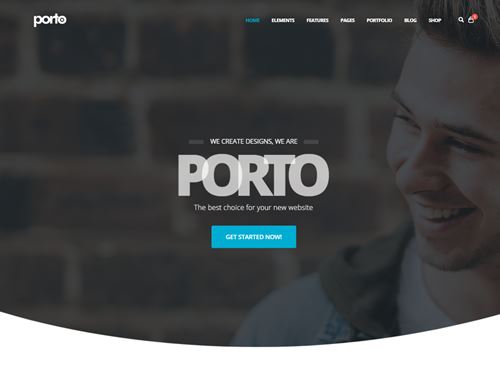 porto
HOME ELEMENTS FEATURES PAGES PORTFOLIO BLOG SHOP
WE CREATE DESIGNS, WE ARE
PORTO
The best choice for your new website
GET STARTED NOW!